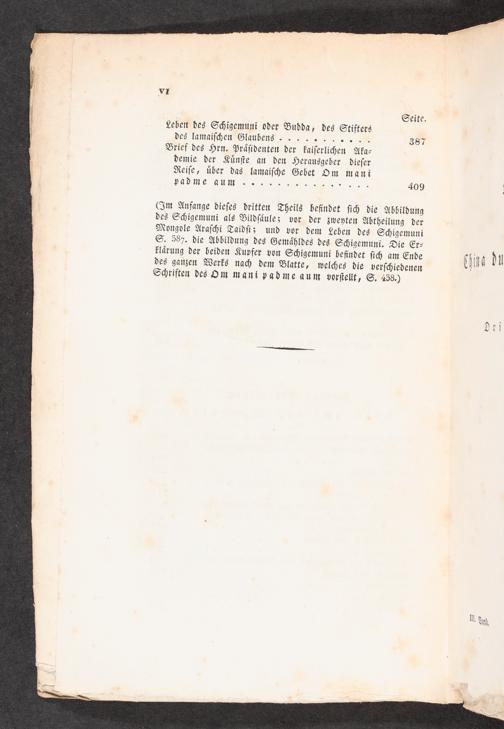 VI
Seite.
Leben des Schigemuni oder Budda, des Stifters
des lamaischen Glaubens . . . . . . . . . . . 387
Brief des Hrn. Präsidenten der kaiserlichen Aka-
demie der Künste an den Herausgeber dieser
Reise, über das lamaische Gebet Om mani
padme aum . . . . . . . . . . . . . . . 409
(Im Anfange dieses dritten Theils befindet sich die Abbildung
des Schigemuni als Bildsäule; vor der zweyten Abtheilung der
Mongole Araschi Taidsi; und vor dem Leben des Schigemuni
S. 387. die Abbildung des Gemähldes des Schigemuni. Die Er-
klärung der beiden Kupfer von Schigemuni befindet sich am Ende
des ganzen Werks nach dem Blatte, welches die verschiedenen
Schriften des Om mani padme aum vorstellt, S. 438.)
China du
Dri
III. Band.